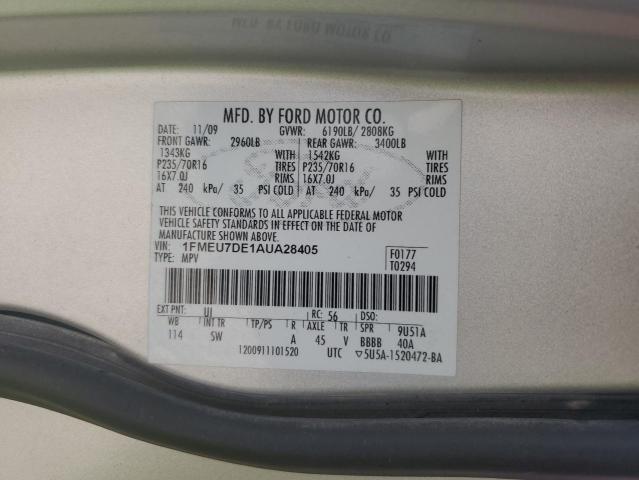 MFD. BY FORD MOTOR CO.
DATE: 11/09 GVWR: 6190LB/ 2808KG
FRONT GAWR: 2960LB REAR GAWR: 3400LB
1343KG WITH 1542KG WITH
P235/70R16 TIRES P235/70R16 TIRES
16X7.0J RIMS 16X7.0J RIMS
AT 240 kPa/ 35 PSI COLD AT 240 kPa/ 35 PSI COLD
THIS VEHICLE CONFORMS TO ALL APPLICABLE FEDERAL MOTOR
VEHICLE SAFETY STANDARDS IN EFFECT ON THE DATE OF
MANUFACTURE SHOWN ABOVE.
VIN: 1FMEU7DE1AUA28405 F0177
TYPE: MPV T0294
EXT PNT: UI RC: 56 DSO:
WB INT TR TP/PS R AXLE TR SPR 9U51A
114 SW A 45 V BBBB 40A
1200911101520 UTC ▽5U5A-1520472-BA